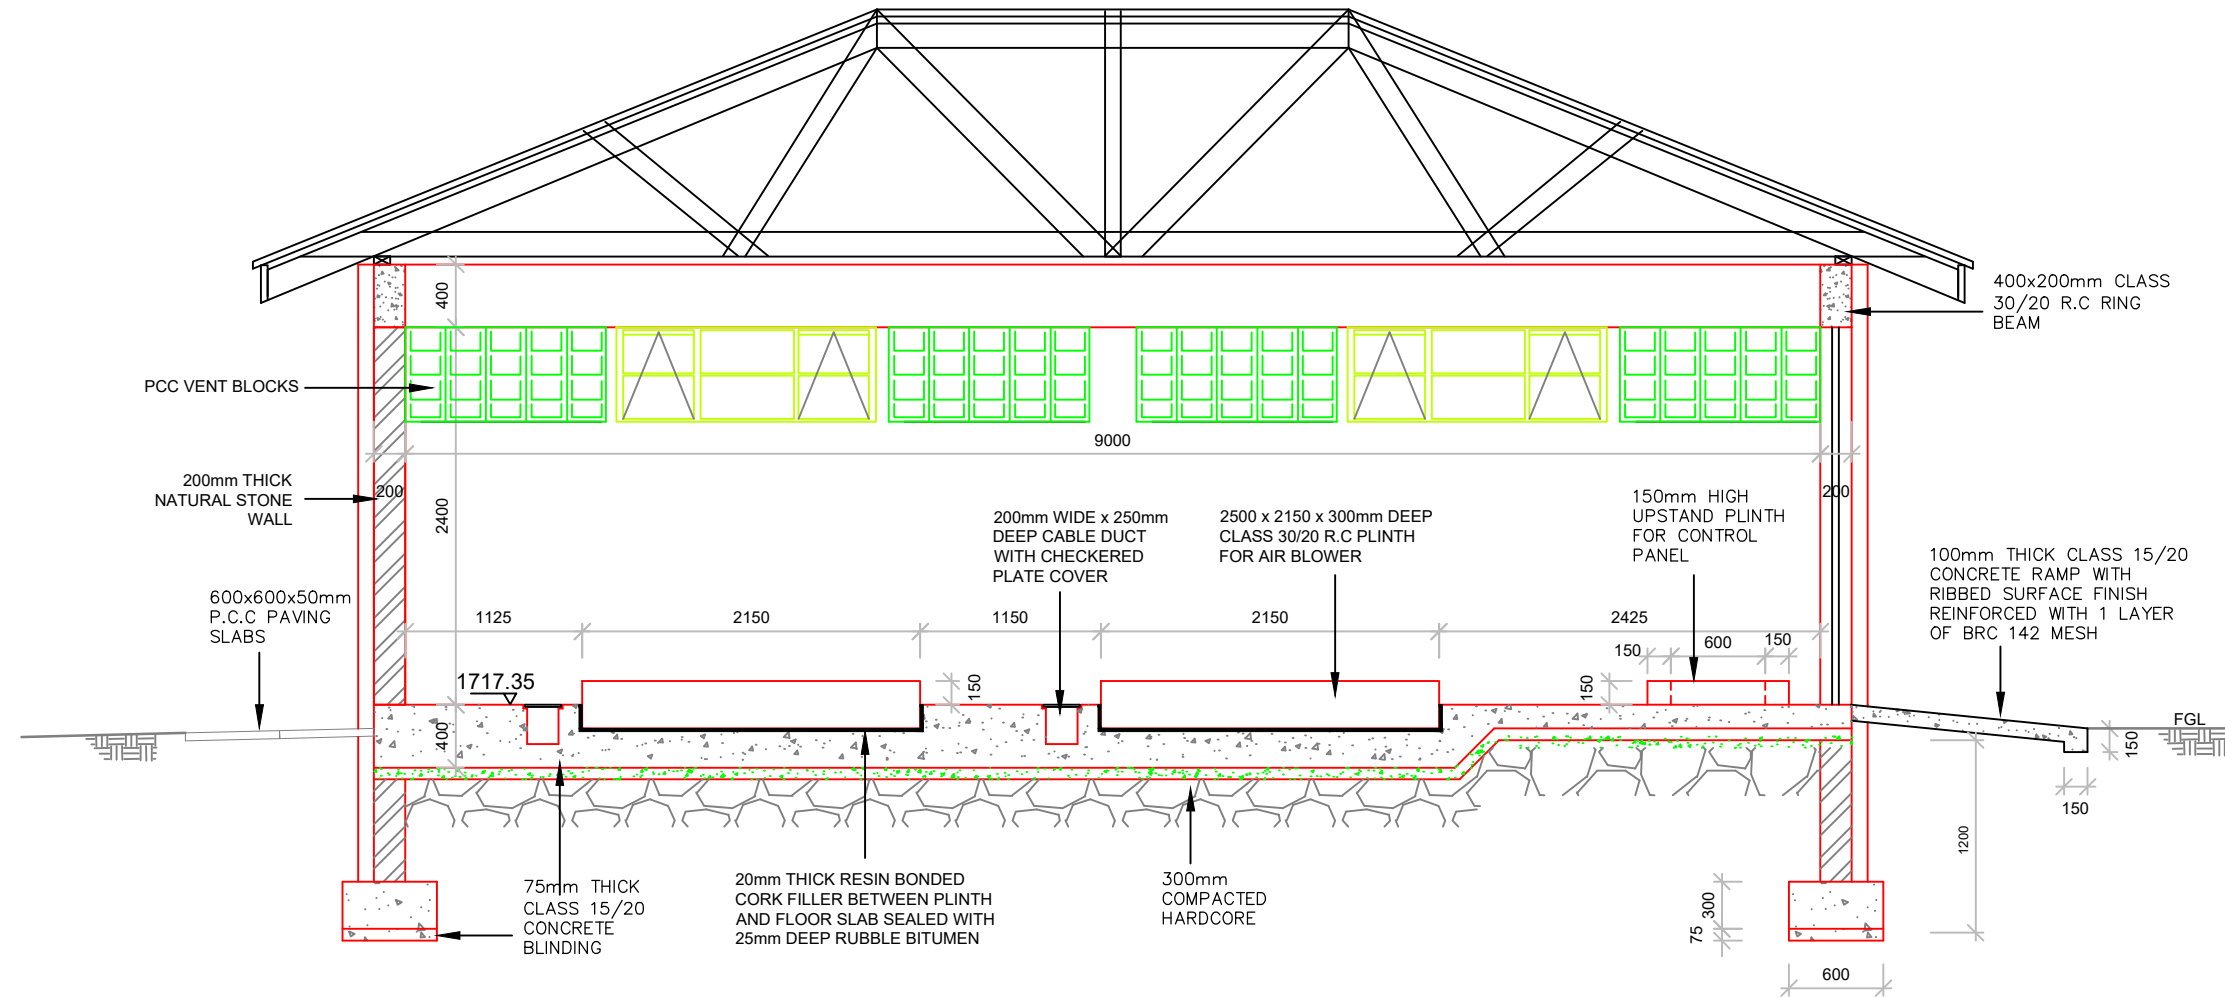 400
400x200mm CLASS
30/20 R.C RING
BEAM
PCC VENT BLOCKS
9000
200mm THICK
NATURAL STONE
WALL
200
2400
200
150mm HIGH
UPSTAND PLINTH
FOR CONTROL
PANEL
200mm WIDE x 250mm
DEEP CABLE DUCT
WITH CHECKERED
PLATE COVER
2500 x 2150 x 300mm DEEP
CLASS 30/20 R.C PLINTH
FOR AIR BLOWER
100mm THICK CLASS 15/20
CONCRETE RAMP WITH
RIBBED SURFACE FINISH
REINFORCED WITH 1 LAYER
OF BRC 142 MESH
600x600x50mm
P.C.C PAVING
SLABS
1125
2150
1150
2150
2425
150
600
150
1717.35
150
150
400
FGL
150
150
1200
75mm THICK
CLASS 15/20
CONCRETE
BLINDING
20mm THICK RESIN BONDED
CORK FILLER BETWEEN PLINTH
AND FLOOR SLAB SEALED WITH
25mm DEEP RUBBLE BITUMEN
300mm
COMPACTED
HARDCORE
300
75
600